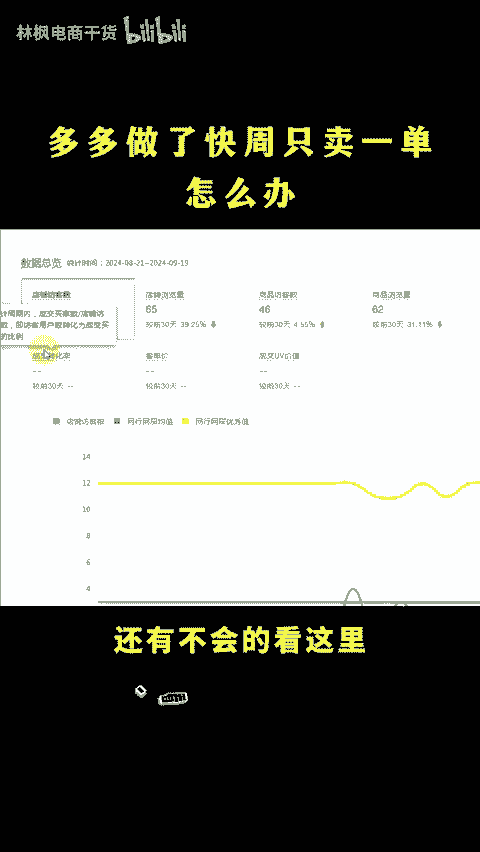 林枫电商干货 bilibili
多多做了快周只卖一单
怎么办
数据总览 统计时间：2024-08-21~2024-09-19
店铺访客数 店铺浏览量 商品访客数 商品浏览量
65 46 62
较前30天 39.25% 较前30天 4.55% 较前30天 31.11%
计周期内，成交买家数/店铺访
客数，即访客用户被转化为成交买
的比例
成交转化率 客单价 成交UV价值
-- -- --
较前30天 -- 较前30天 -- 较前30天 --
店铺访客数 同行同层均值 同行同层优秀值
14
12
10
8
6
4
还有不会的看这里